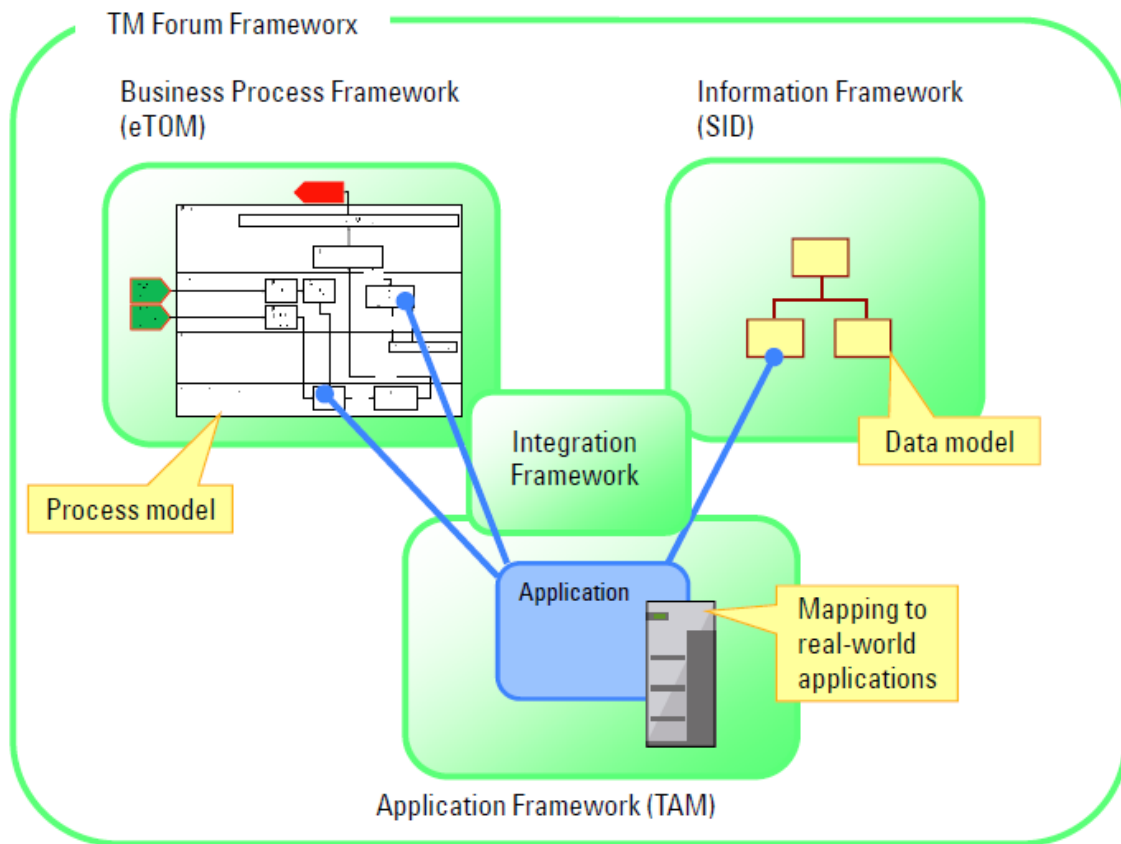 TM Forum Frameworx
Business Process Framework
(eTOM)
Information Framework
(SID)
Integration
Framework
Data model
Process model
Application
Mapping to
real-world
applications
Application Framework (TAM)